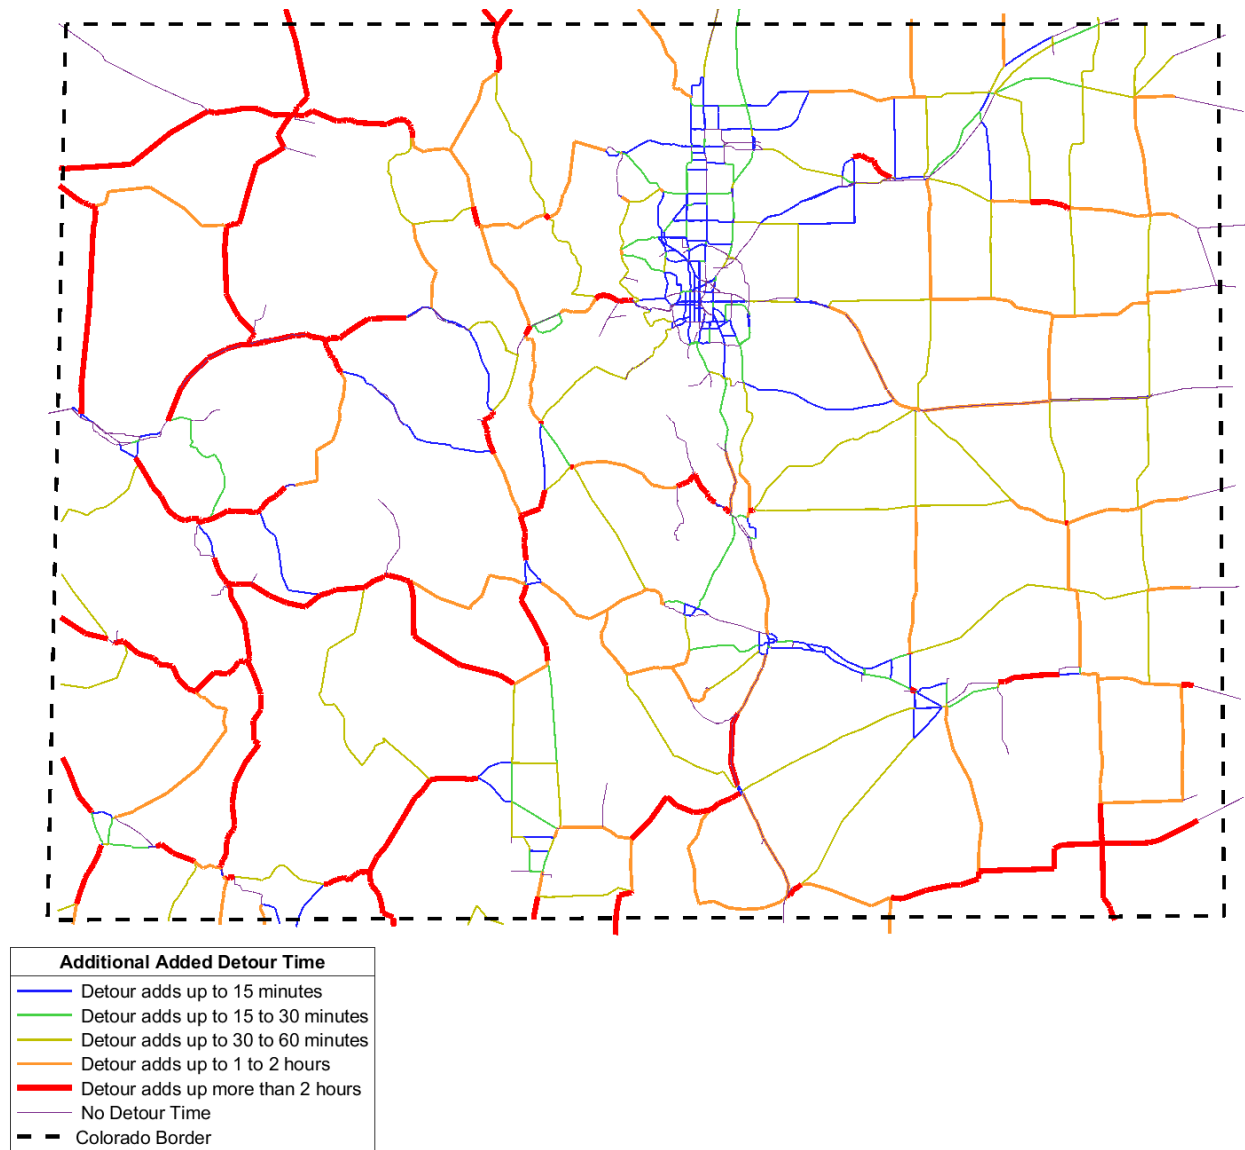 Additional Added Detour Time
Detour adds up to 15 minutes
Detour adds up to 15 to 30 minutes
Detour adds up to 30 to 60 minutes
Detour adds up to 1 to 2 hours
Detour adds up more than 2 hours
No Detour Time
Colorado Border